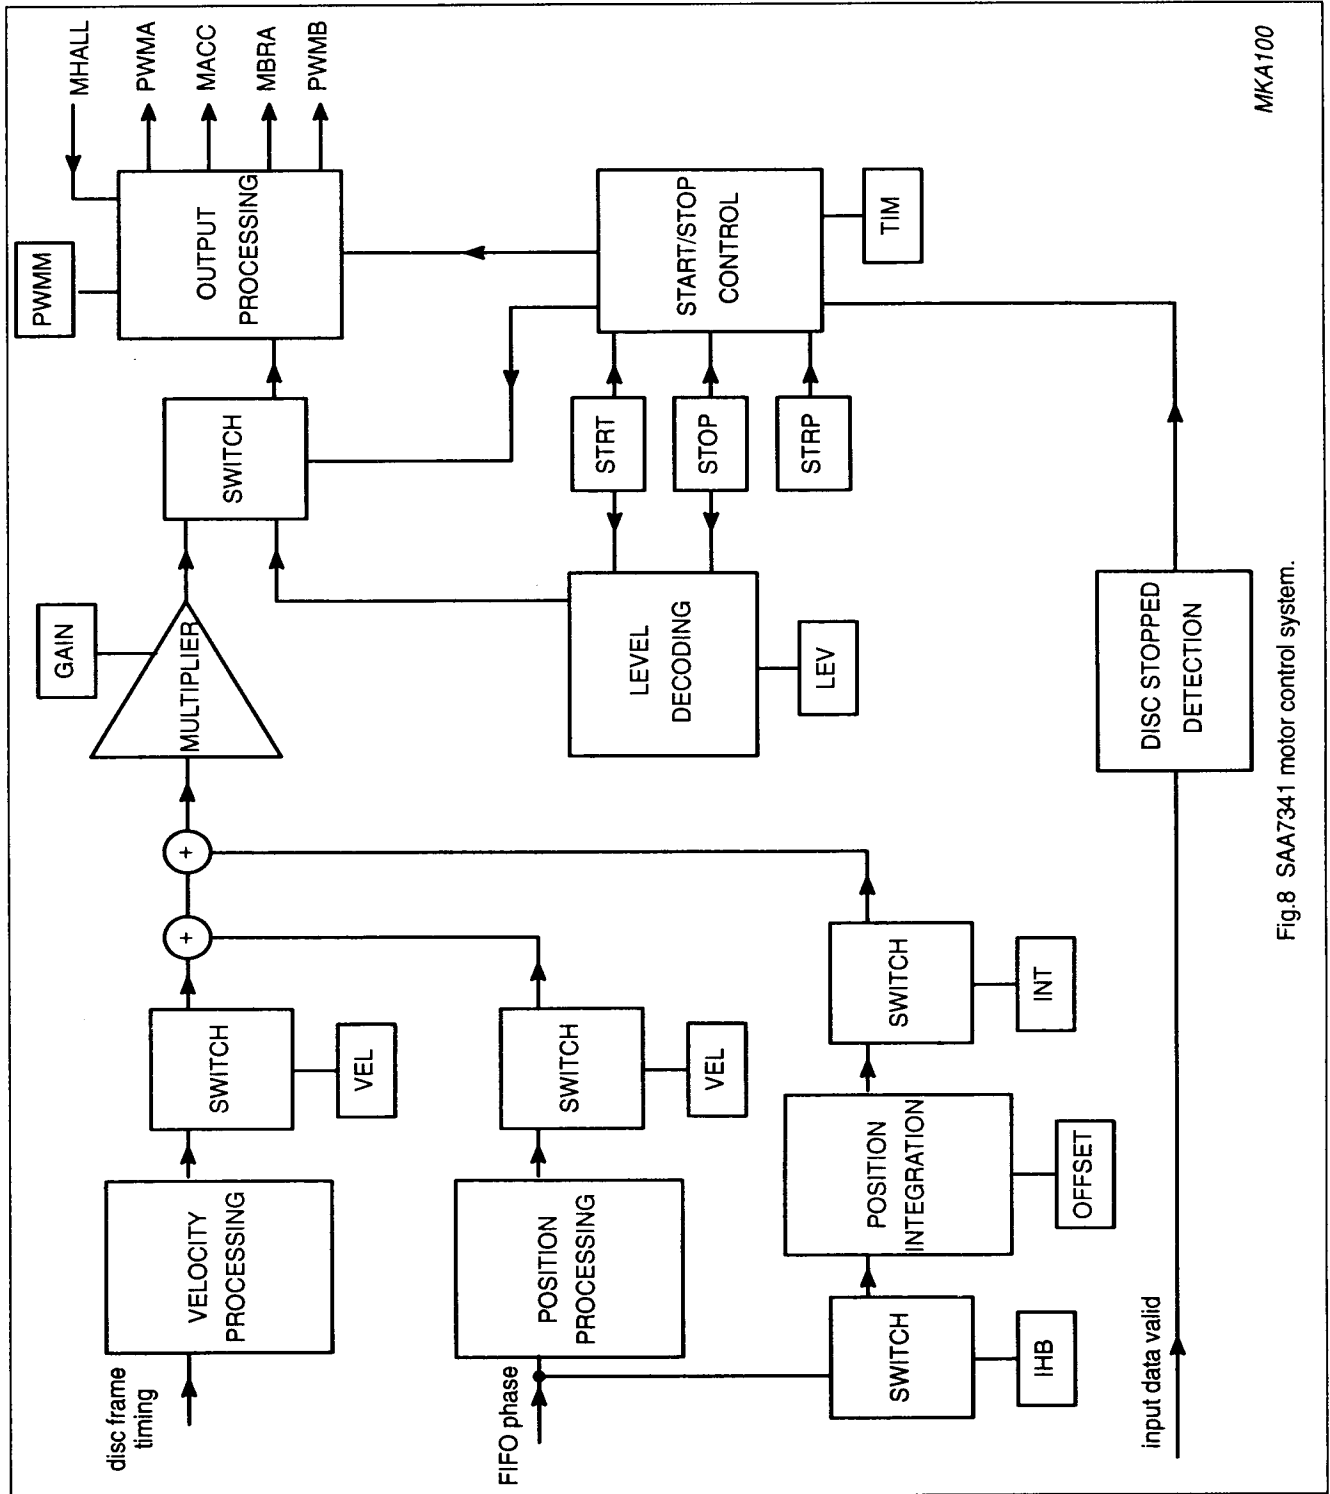 disc frame
timing
VELOCITY
PROCESSING
SWITCH
VEL
+
+
MULTIPLIER
GAIN
SWITCH
PWMM
OUTPUT
PROCESSING
MHALL
PWMA
MACC
MBRA
PWMB
FIFO phase
POSITION
PROCESSING
SWITCH
VEL
SWITCH
IHB
POSITION
INTEGRATION
OFFSET
SWITCH
INT
LEVEL
DECODING
LEV
STRT
STOP
STRP
START/STOP
CONTROL
TIM
input data valid
DISC STOPPED
DETECTION
MKA100
Fig.8 SAA7341 motor control system.